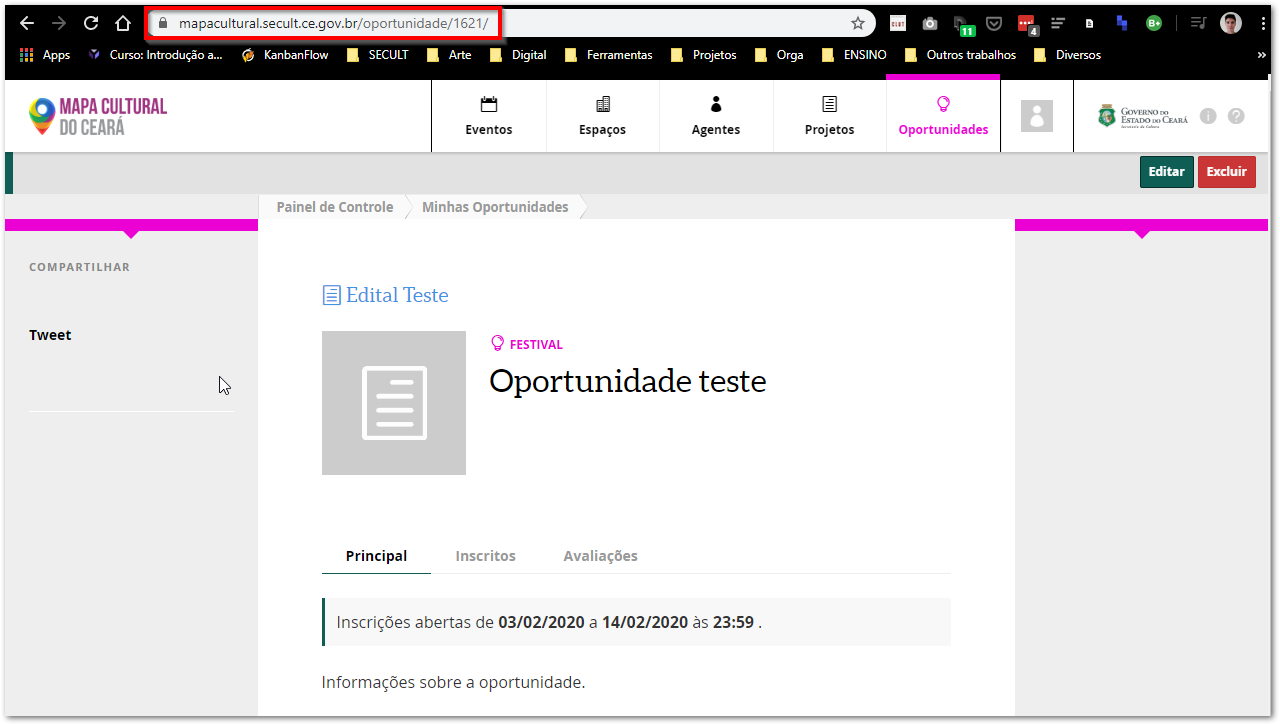 mapacultural.secult.ce.gov.br/oportunidade/1621/
11
4
B+
Apps
Curso: Introdução a...
KanbanFlow
SECULT
Arte
Digital
Ferramentas
Projetos
Orga
ENSINO
Outros trabalhos
Diversos
»
MAPA CULTURAL
DO CEARÁ
Eventos
Espaços
Agentes
Projetos
Oportunidades
GOVERNO DO
ESTADO DO CEARÁ
Secretaria da Cultura
i
?
Editar
Excluir
Painel de Controle
Minhas Oportunidades
COMPARTILHAR
Tweet
Edital Teste
FESTIVAL
Oportunidade teste
Principal
Inscritos
Avaliações
Inscrições abertas de 03/02/2020 a 14/02/2020 às 23:59 .
Informações sobre a oportunidade.